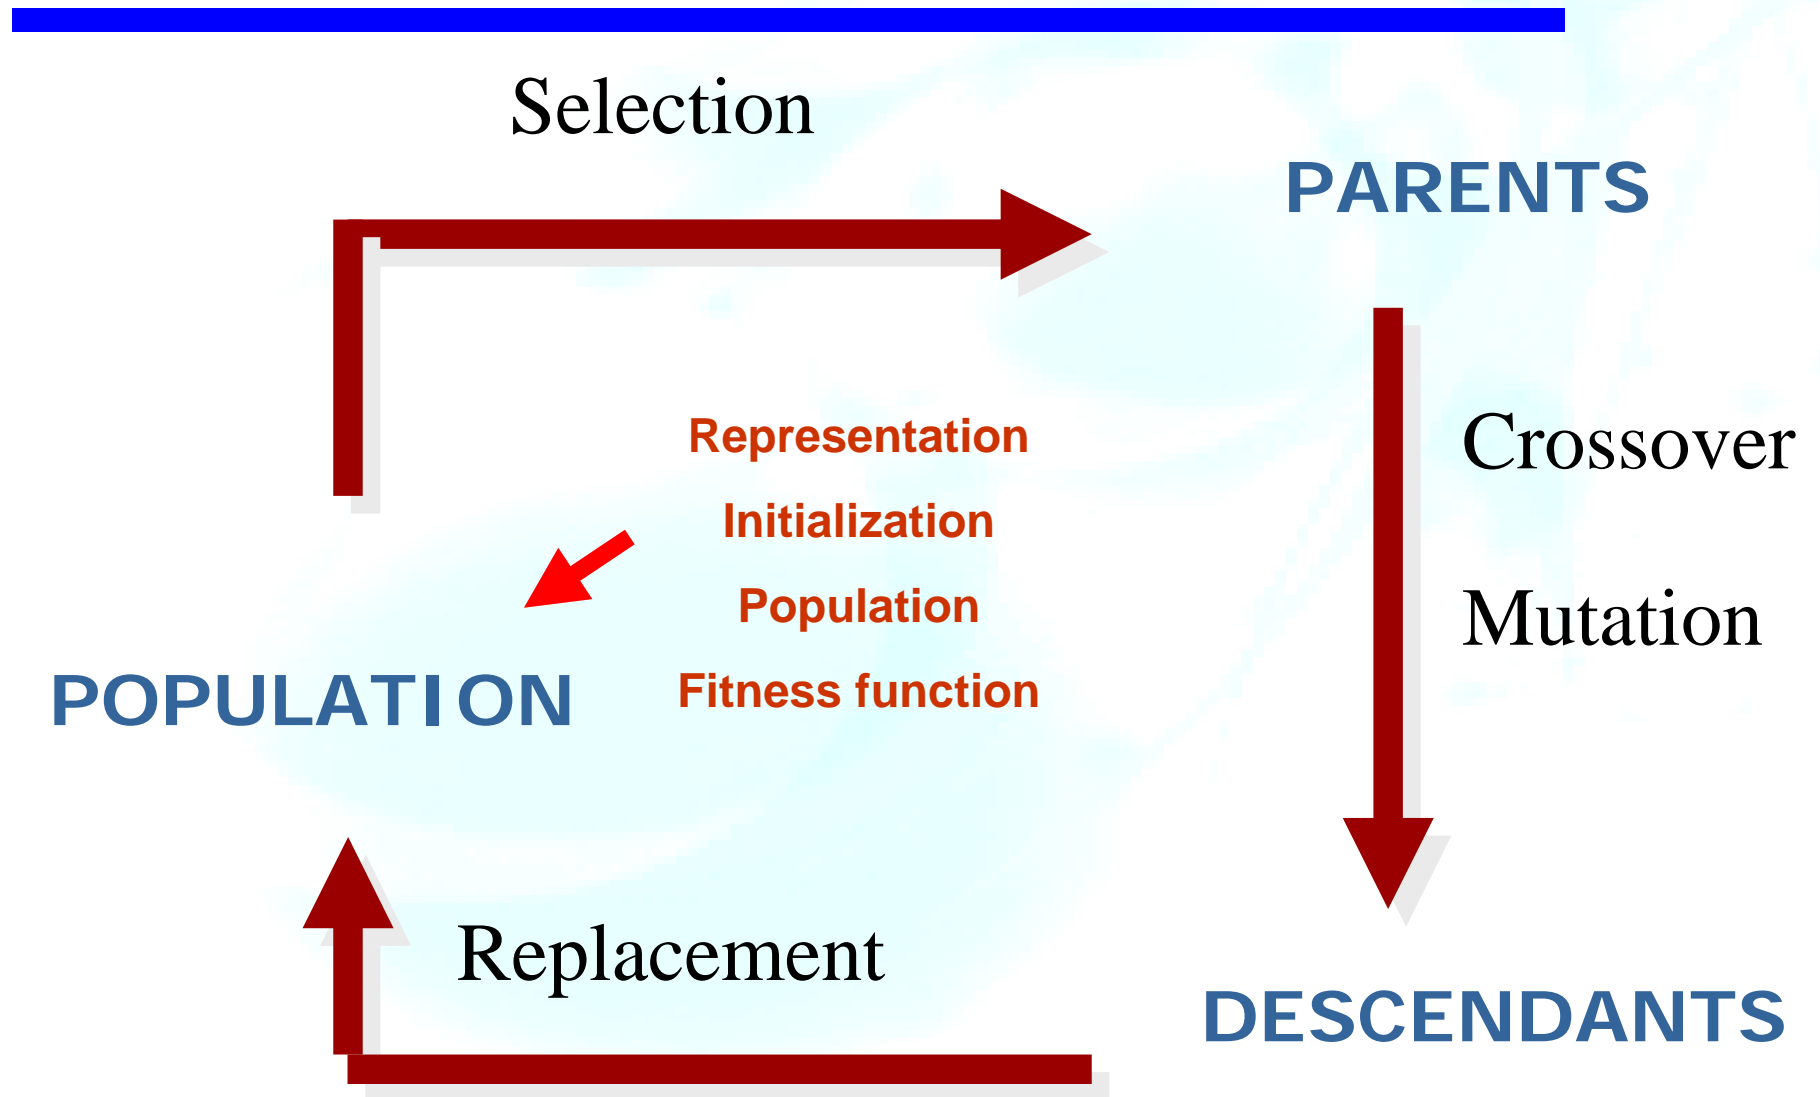 Selection
PARENTS
Representation
Crossover
Initialization
Population
Mutation
POPULATION
Fitness function
Replacement
DESCENDANTS